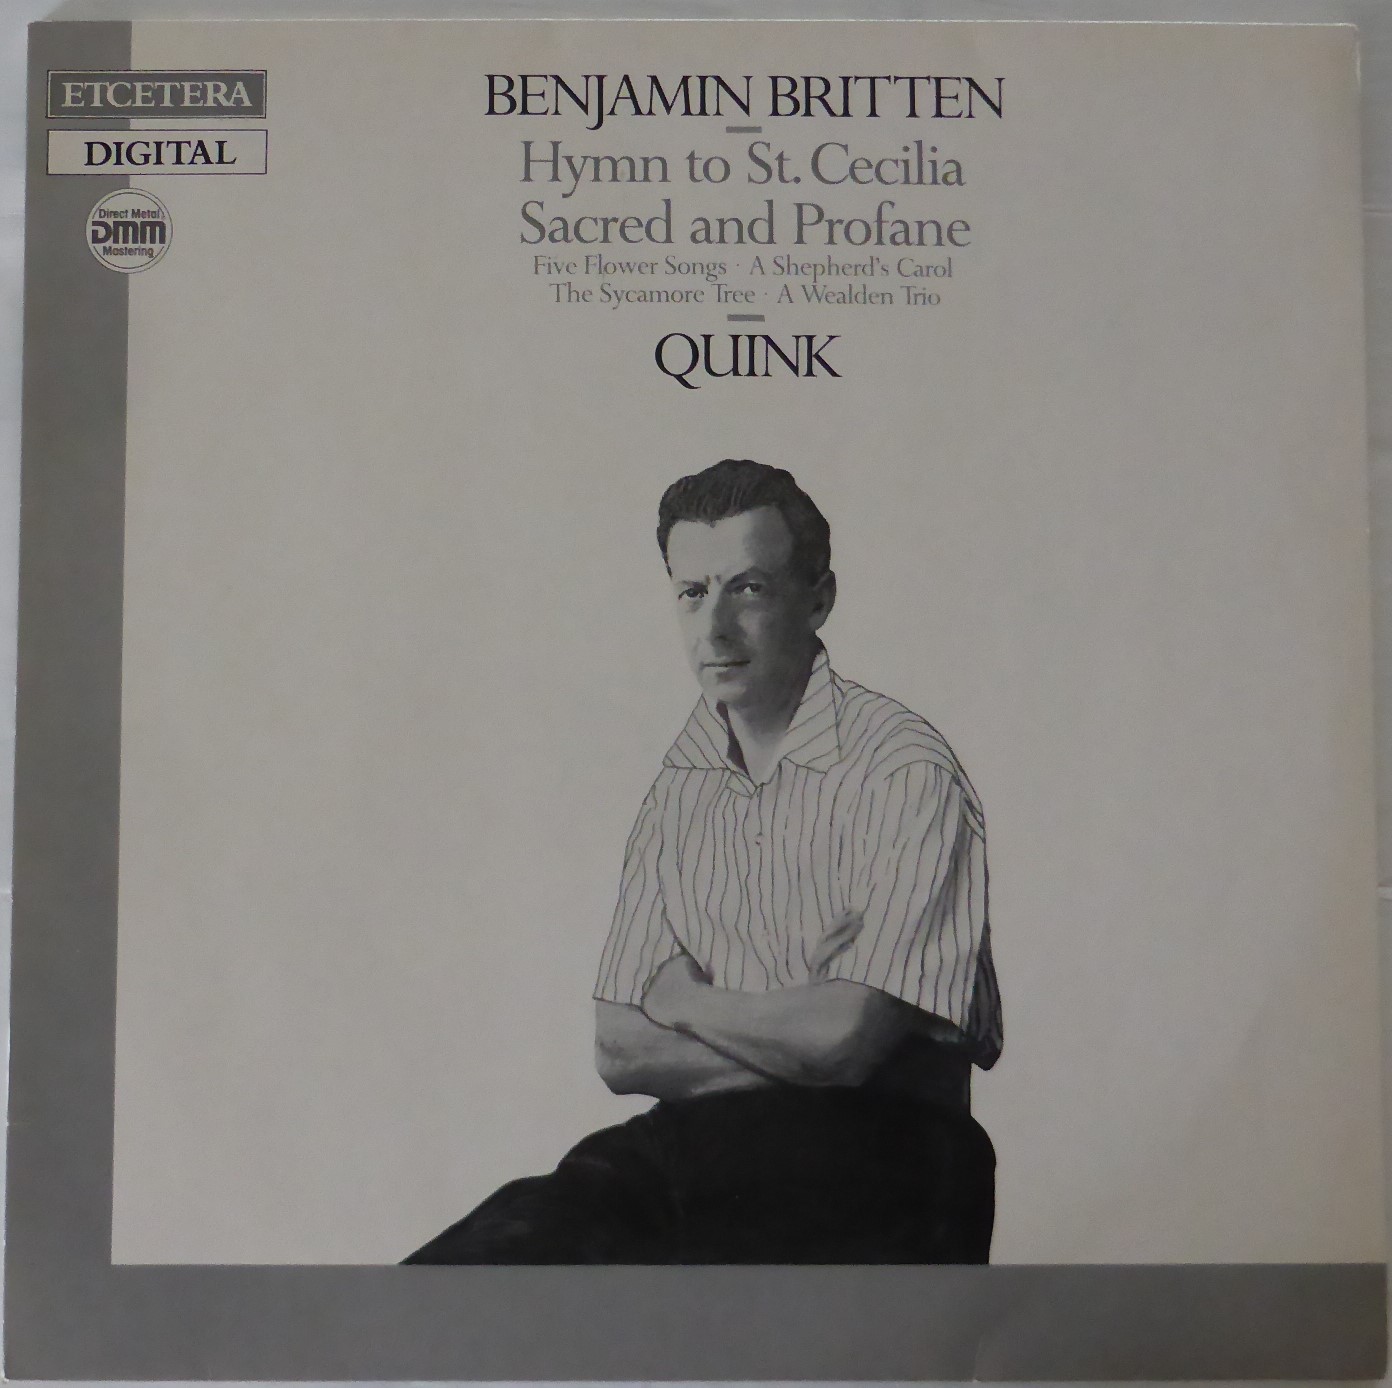 ETCETERA
DIGITAL
Direct Metal
DMM
Mastering
BENJAMIN BRITTEN
Hymn to St. Cecilia
Sacred and Profane
Five Flower Songs · A Shepherd's Carol
The Sycamore Tree · A Wealden Trio
QUINK